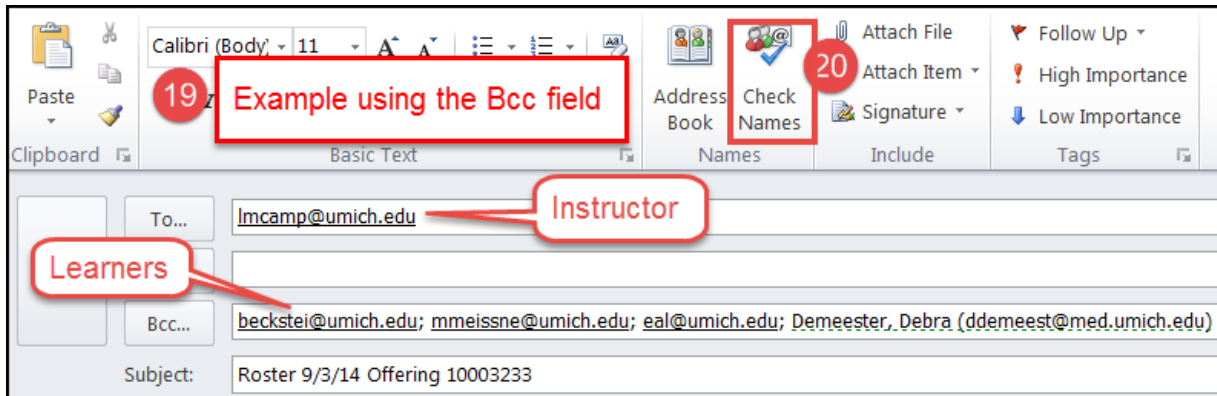 Calibri (Body) 11 A A
Paste
19
Example using the Bcc field
Address Book
Check Names
20
Attach File
Attach Item
Signature
Follow Up
High Importance
Low Importance
Clipboard
Basic Text
Names
Include
Tags
To...
lmcamp@umich.edu
Instructor
Learners
Bcc...
beckstei@umich.edu; mmeissne@umich.edu; eal@umich.edu; Demeester, Debra (ddemeest@med.umich.edu)
Subject:
Roster 9/3/14 Offering 10003233